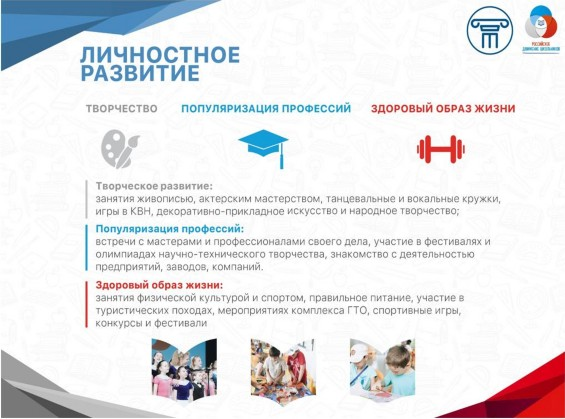 РОССИЙСКОЕ
ДВИЖЕНИЕ ШКОЛЬНИКОВ
ЛИЧНОСТНОЕ
РАЗВИТИЕ
ТВОРЧЕСТВО ПОПУЛЯРИЗАЦИЯ ПРОФЕССИЙ ЗДОРОВЫЙ ОБРАЗ ЖИЗНИ
Творческое развитие:
занятия живописью, актерским мастерством, танцевальные и вокальные кружки,
игры в КВН, декоративно-прикладное искусство и народное творчество;
Популяризация профессий:
встречи с мастерами и профессионалами своего дела, участие в фестивалях и
олимпиадах научно-технического творчества, знакомство с деятельностью
предприятий, заводов, компаний.
Здоровый образ жизни:
занятия физической культурой и спортом, правильное питание, участие в
туристических походах, мероприятиях комплекса ГТО, спортивные игры,
конкурсы и фестивали